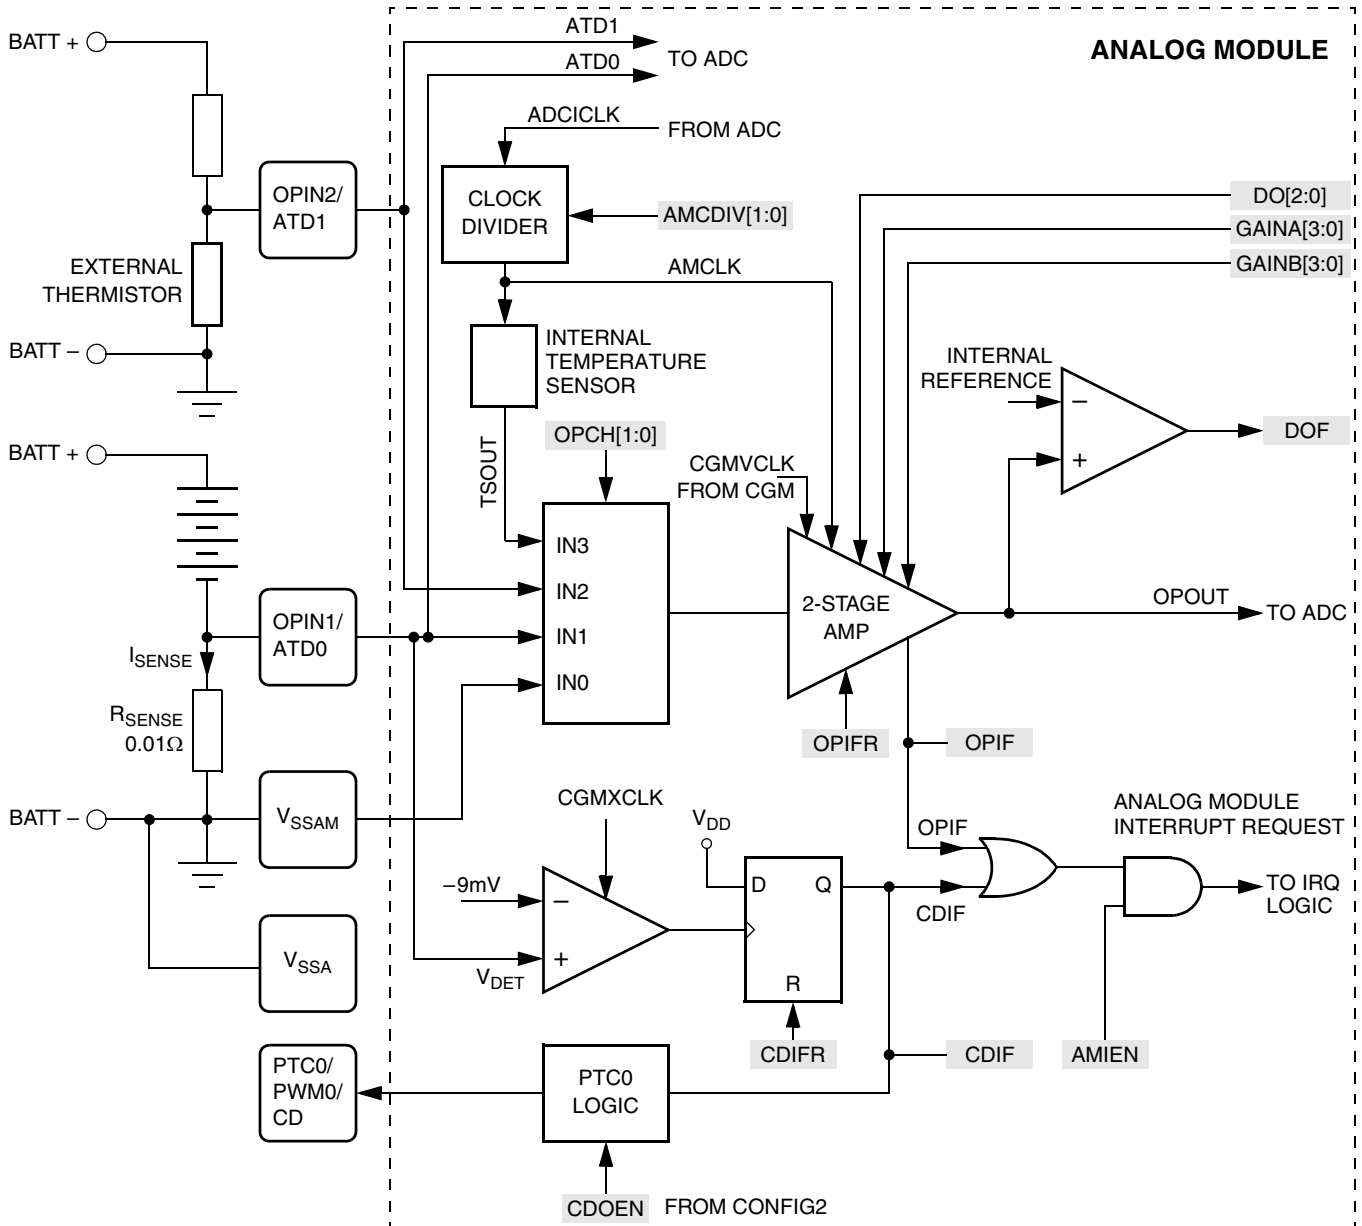 BATT +
ATD1
ATD0
TO ADC
ANALOG MODULE
ADCICLK
FROM ADC
OPIN2/
ATD1
CLOCK
DIVIDER
AMCDIV[1:0]
DO[2:0]
GAINA[3:0]
GAINB[3:0]
EXTERNAL
THERMISTOR
AMCLK
BATT –
INTERNAL
TEMPERATURE
SENSOR
INTERNAL
REFERENCE
–
+
DOF
TSOUT
OPCH[1:0]
BATT +
CGMVCLK
FROM CGM
IN3
IN2
IN1
IN0
2-STAGE
AMP
OPOUT
TO ADC
OPIN1/
ATD0
ISENSE
RSENSE
0.01Ω
OPIFR
OPIF
BATT –
VSSAM
CGMXCLK
VDD
OPIF
ANALOG MODULE
INTERRUPT REQUEST
–9mV
–
+
VDET
D
Q
R
CDIF
TO IRQ
LOGIC
VSSA
CDIFR
CDIF
AMIEN
PTC0/
PWM0/
CD
PTC0
LOGIC
CDOEN
FROM CONFIG2